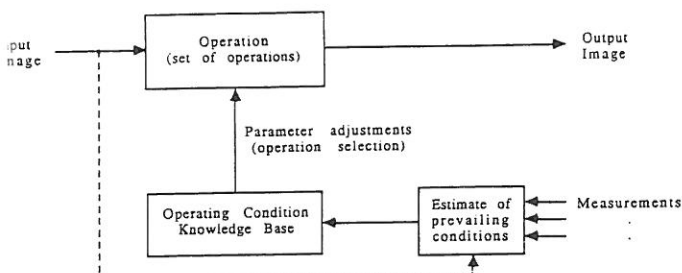 Operation
(set of operations)
Output
Image
Parameter adjustments
(operation selection)
Operating Condition
Knowledge Base
Estimate of
prevailing
conditions
Measurements